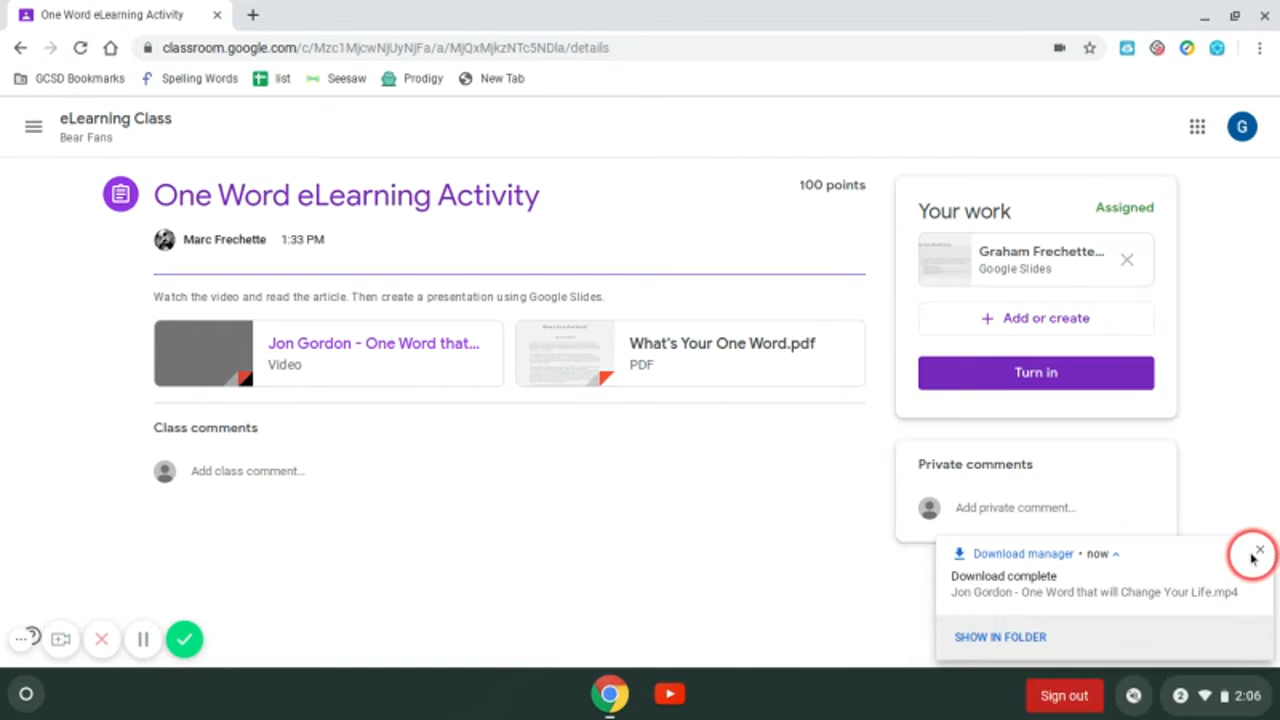 One Word eLearning Activity
classroom.google.com/c/Mzc1MjcwNjUyNjFa/a/MjQxMjkzNTc5NDla/details
GCSD Bookmarks Spelling Words list Seesaw Prodigy New Tab
eLearning Class
Bear Fans
G
One Word eLearning Activity
100 points
Marc Frechette 1:33 PM
Watch the video and read the article. Then create a presentation using Google Slides.
Jon Gordon - One Word that...
Video
What's Your One Word.pdf
PDF
Class comments
Add class comment...
Your work
Assigned
Graham Frechette...
Google Slides
+ Add or create
Turn in
Private comments
Add private comment...
Download manager • now
Download complete
Jon Gordon - One Word that will Change Your Life.mp4
SHOW IN FOLDER
Sign out
2
2:06